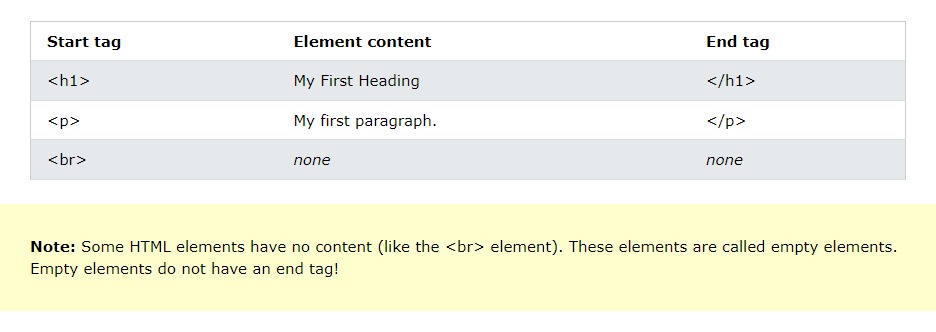 Start tag Element content End tag
<h1> My First Heading </h1>
<p> My first paragraph. </p>
<br> none none
Note: Some HTML elements have no content (like the <br> element). These elements are called empty elements.
Empty elements do not have an end tag!